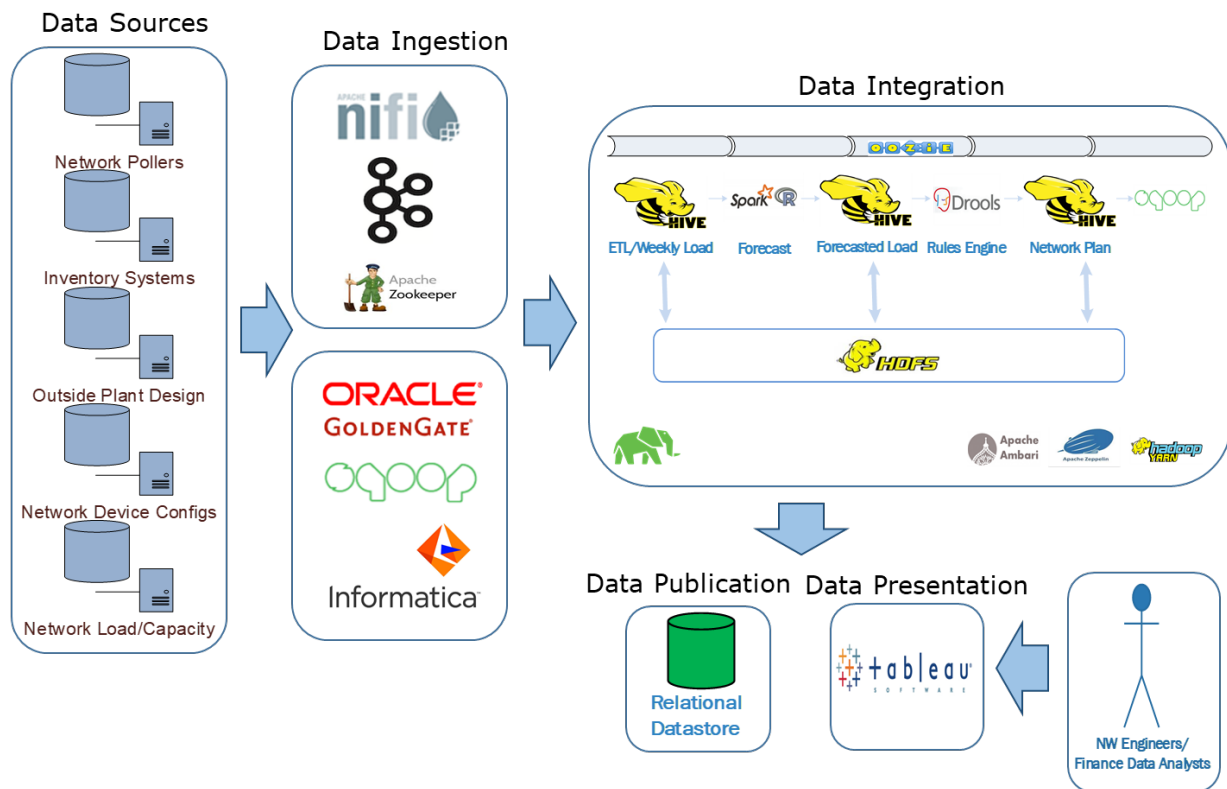 Data Sources
Network Pollers
Inventory Systems
Outside Plant Design
Network Device Configs
Network Load/Capacity
Data Ingestion
APACHE
nifi
Apache
Zookeeper
ORACLE®
GOLDENGATE®
sqoop
Informatica
Data Integration
OOZIE
HIVE
Spark
R
HIVE
Drools
HIVE
sqoop
ETL/Weekly Load
Forecast
Forecasted Load
Rules Engine
Network Plan
HDFS
Apache
Ambari
Apache Zeppelin
hadoop
YARN
Data Publication
Relational
Datastore
Data Presentation
tableau®
SOFTWARE
NW Engineers/
Finance Data Analysts